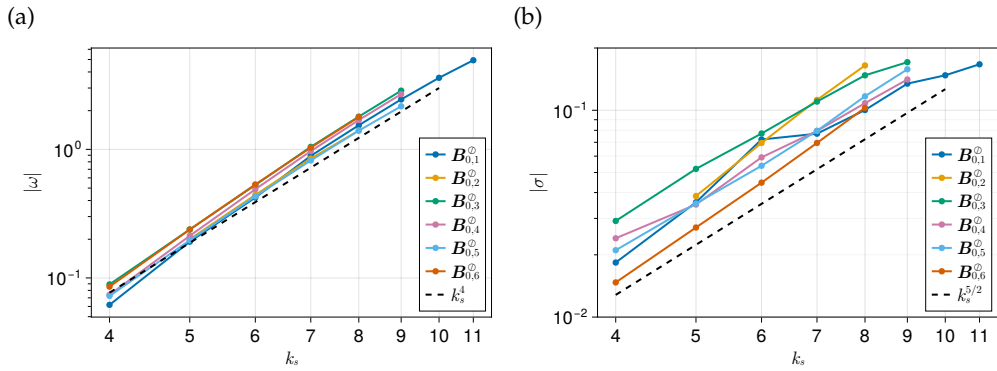 (a)
|ω|
10⁰
10⁻¹
4 5 6 7 8 9 10 11
kₛ
B⊘0,1
B⊘0,2
B⊘0,3
B⊘0,4
B⊘0,5
B⊘0,6
kₛ⁴
(b)
|σ|
10⁻¹
10⁻²
4 5 6 7 8 9 10 11
kₛ
B⊘0,1
B⊘0,2
B⊘0,3
B⊘0,4
B⊘0,5
B⊘0,6
kₛ^5/2